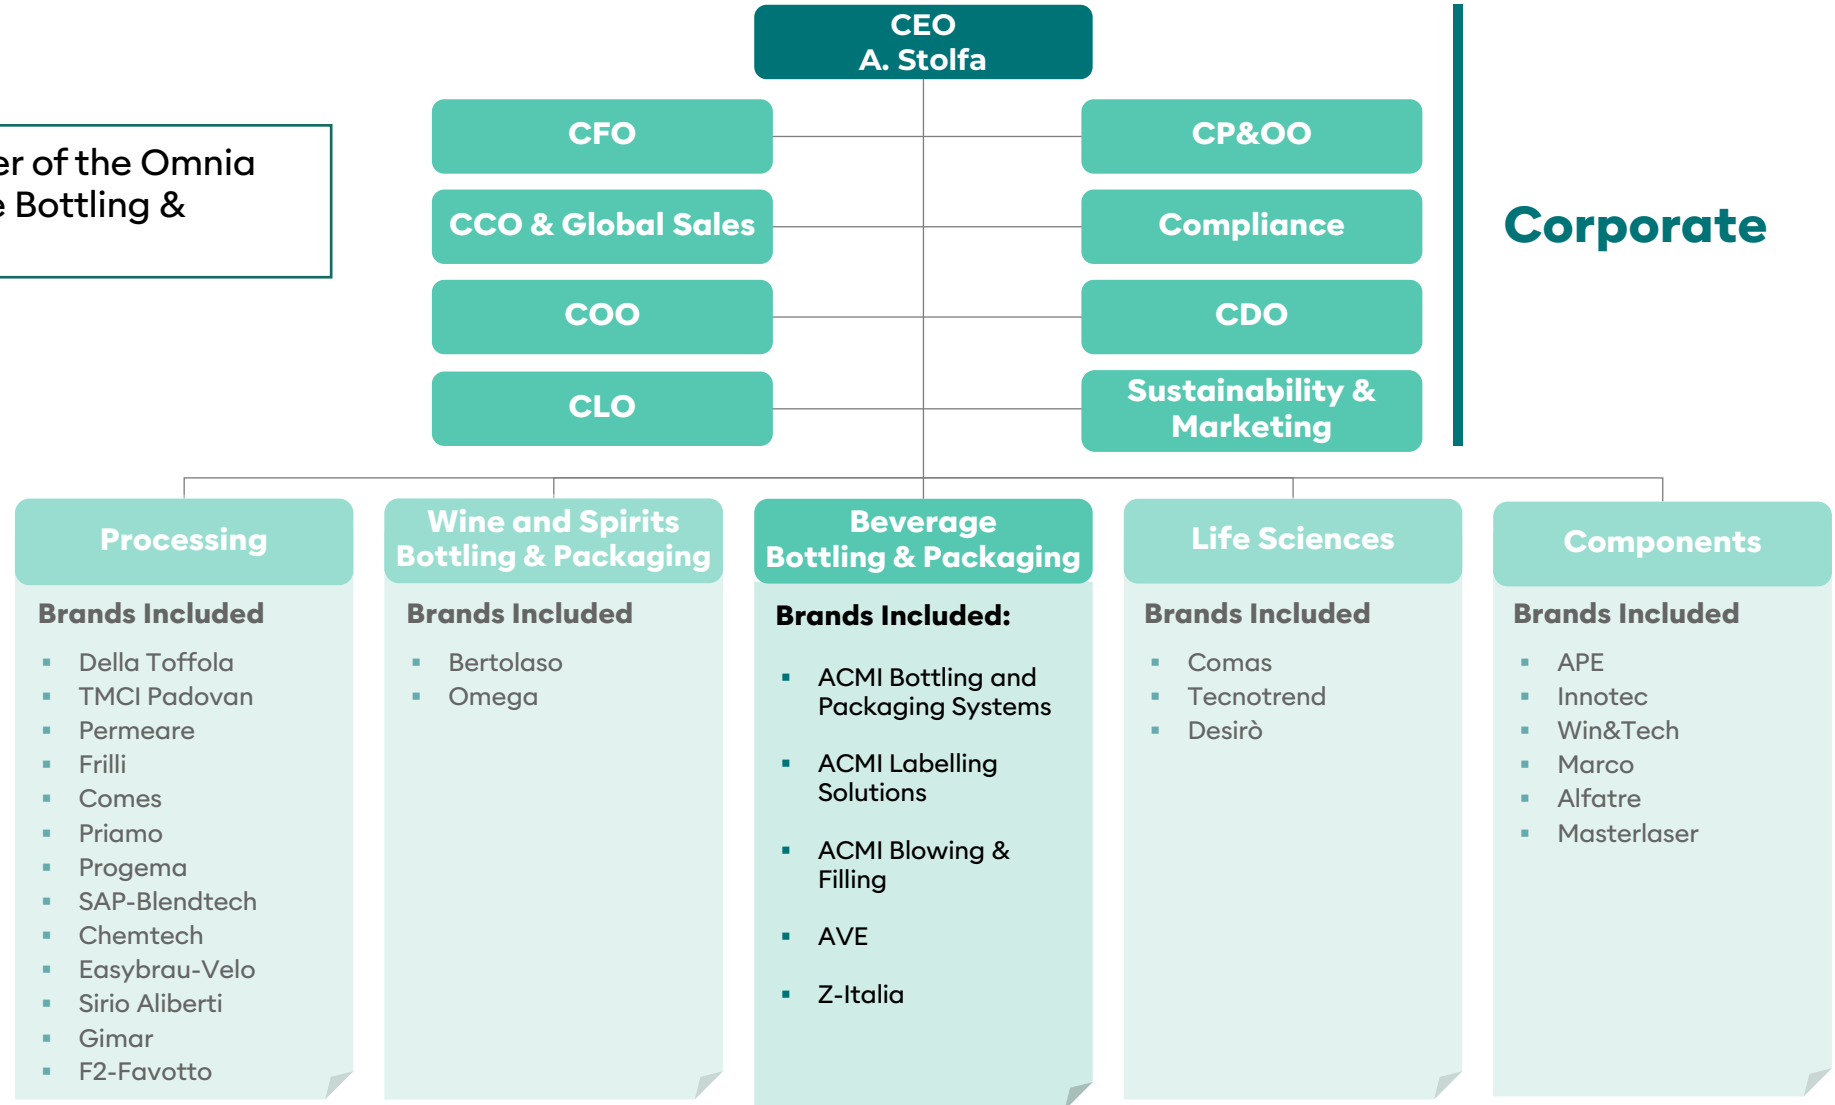 CEO
A. Stolfa
er of the Omnia
e Bottling &
CFO
CP&OO
CCO & Global Sales
Compliance
COO
CDO
CLO
Sustainability &
Marketing
Corporate
Processing
Brands Included
Della Toffola
TMCI Padovan
Permeare
Frilli
Comes
Priamo
Progema
SAP-Blendtech
Chemtech
Easybrau-Velo
Sirio Aliberti
Gimar
F2-Favotto
Wine and Spirits
Bottling & Packaging
Brands Included
Bertolaso
Omega
Beverage
Bottling & Packaging
Brands Included:
ACMI Bottling and
Packaging Systems
ACMI Labelling
Solutions
ACMI Blowing &
Filling
AVE
Z-Italia
Life Sciences
Brands Included
Comas
Tecnotrend
Desirò
Components
Brands Included
APE
Innotec
Win&Tech
Marco
Alfatre
Masterlaser